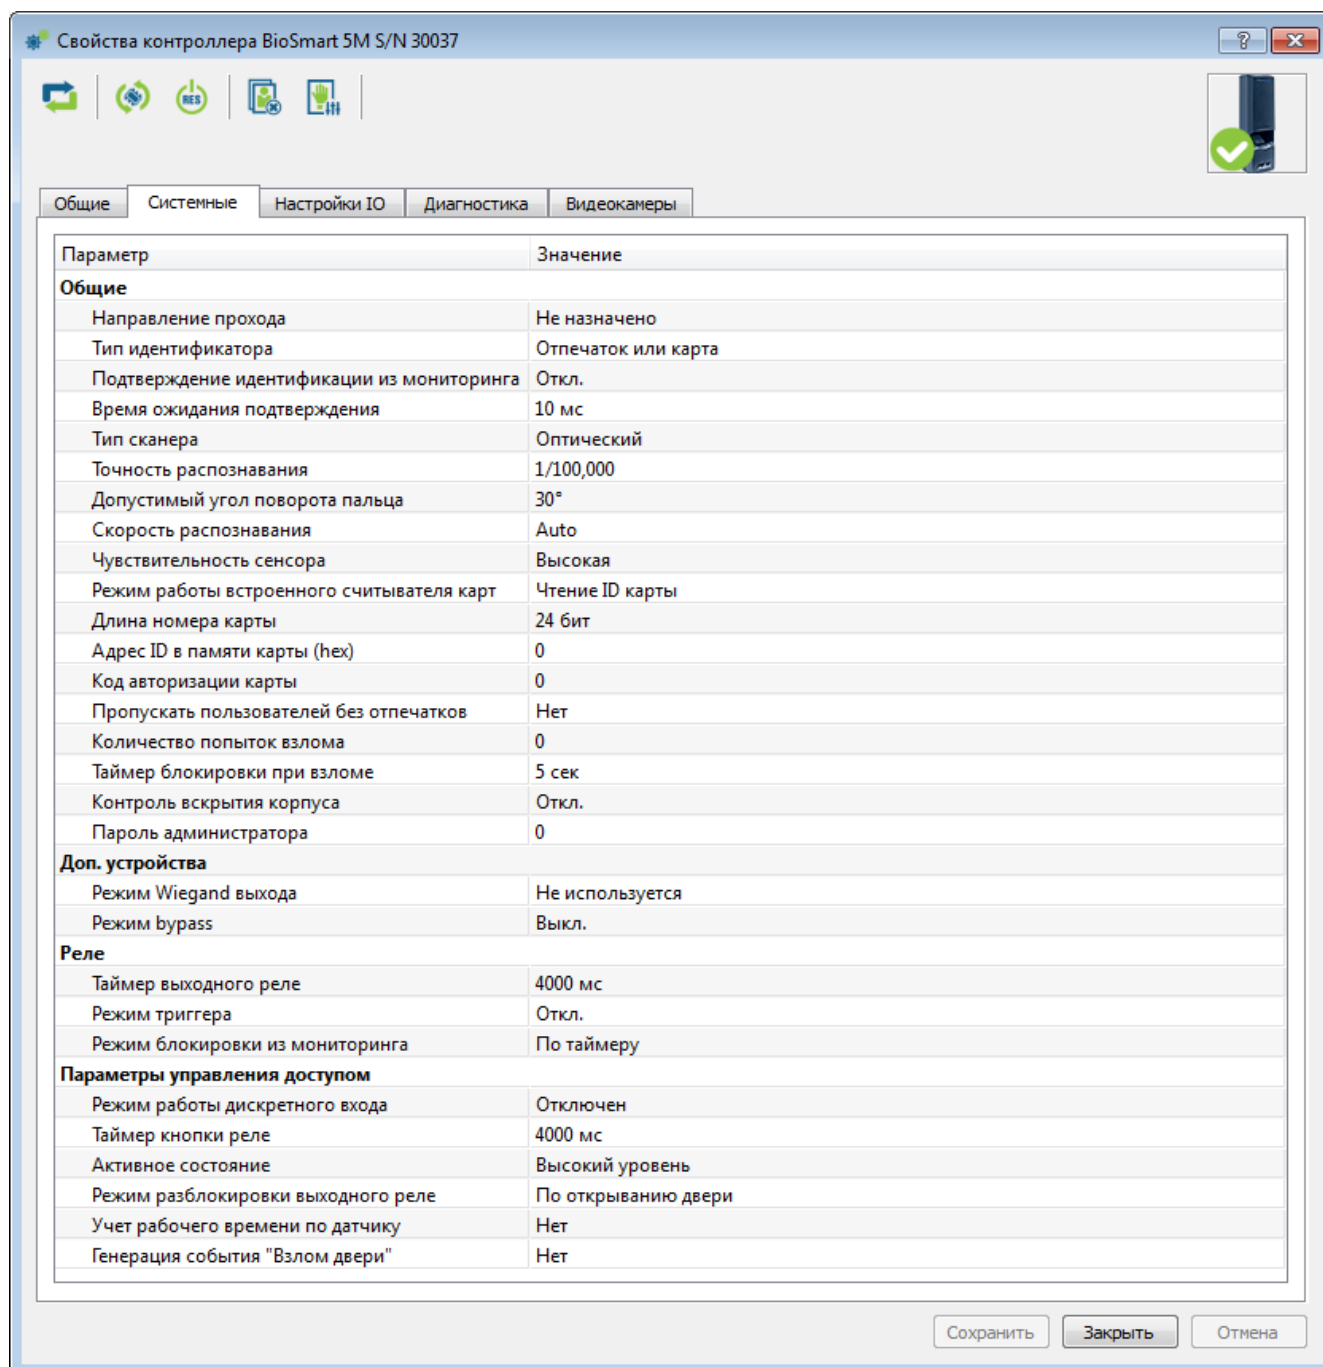 Свойства контроллера BioSmart 5M S/N 30037
RES
Общие Системные Настройки IO Диагностика Видеокамеры
Параметр Значение
Общие
Направление прохода Не назначено
Тип идентификатора Отпечаток или карта
Подтверждение идентификации из мониторинга Откл.
Время ожидания подтверждения 10 мс
Тип сканера Оптический
Точность распознавания 1/100,000
Допустимый угол поворота пальца 30°
Скорость распознавания Auto
Чувствительность сенсора Высокая
Режим работы встроенного считывателя карт Чтение ID карты
Длина номера карты 24 бит
Адрес ID в памяти карты (hex) 0
Код авторизации карты 0
Пропускать пользователей без отпечатков Нет
Количество попыток взлома 0
Таймер блокировки при взломе 5 сек
Контроль вскрытия корпуса Откл.
Пароль администратора 0
Доп. устройства
Режим Wiegand выхода Не используется
Режим bypass Выкл.
Реле
Таймер выходного реле 4000 мс
Режим триггера Откл.
Режим блокировки из мониторинга По таймеру
Параметры управления доступом
Режим работы дискретного входа Отключен
Таймер кнопки реле 4000 мс
Активное состояние Высокий уровень
Режим разблокировки выходного реле По открыванию двери
Учет рабочего времени по датчику Нет
Генерация события "Взлом двери" Нет
Сохранить Закрыть Отмена